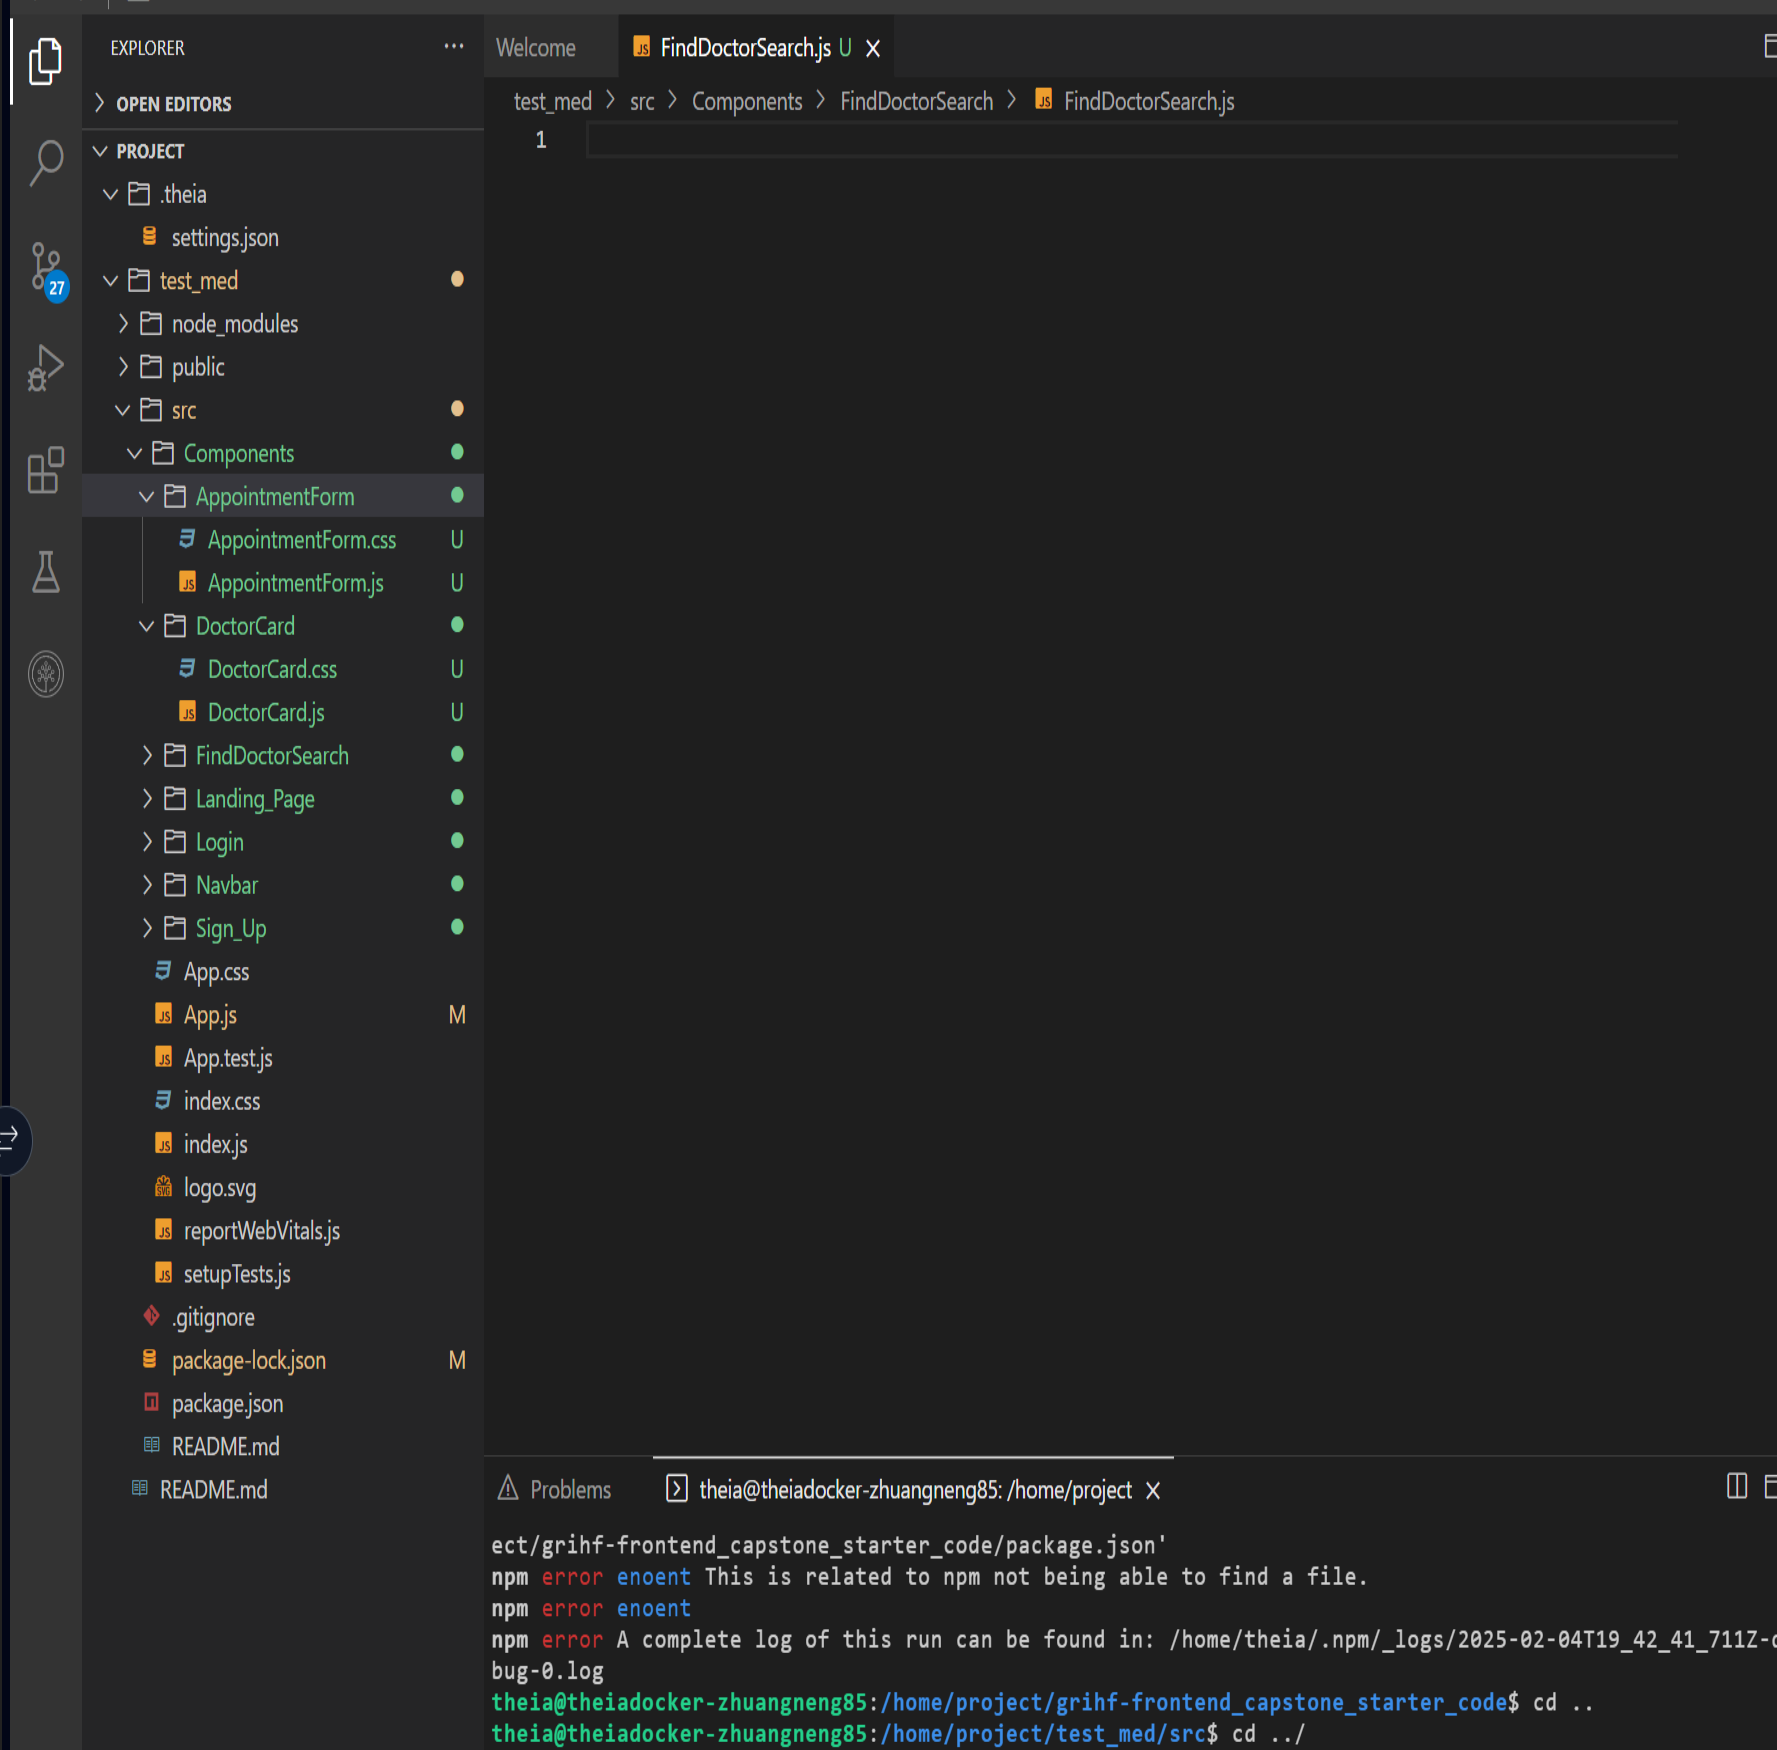 EXPLORER
OPEN EDITORS
PROJECT
.theia
settings.json
test_med
node_modules
public
src
Components
AppointmentForm
AppointmentForm.css U
AppointmentForm.js U
DoctorCard
DoctorCard.css U
DoctorCard.js U
FindDoctorSearch
Landing_Page
Login
Navbar
Sign_Up
App.css
App.js M
App.test.js
index.css
index.js
logo.svg
reportWebVitals.js
setupTests.js
.gitignore
package-lock.json M
package.json
README.md
README.md
27
Welcome
JS FindDoctorSearch.js U
test_med > src > Components > FindDoctorSearch > JS FindDoctorSearch.js
1
Problems
theia@theiadocker-zhuangneng85: /home/project
ect/grihf-frontend_capstone_starter_code/package.json'
npm error enoent This is related to npm not being able to find a file.
npm error enoent
npm error A complete log of this run can be found in: /home/theia/.npm/_logs/2025-02-04T19_42_41_711Z-
bug-0.log
theia@theiadocker-zhuangneng85:/home/project/grihf-frontend_capstone_starter_code$ cd ..
theia@theiadocker-zhuangneng85:/home/project/test_med/src$ cd ../